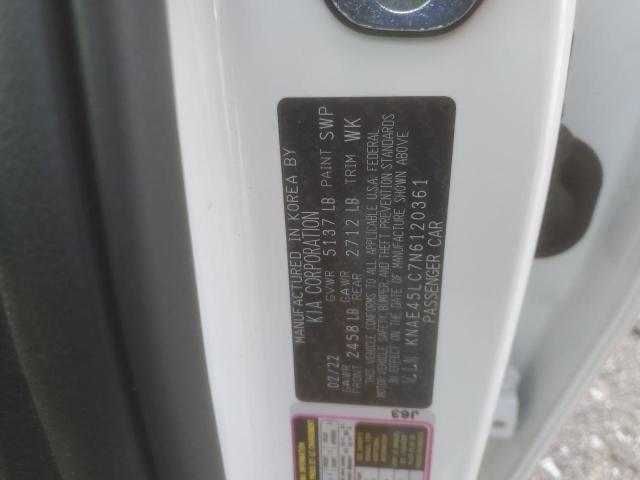 MANUFACTURED IN KOREA BY
KIA CORPORATION
02/22 GVWR 5137 LB PAINT SWP
GAWR FRONT 2458 LB GAWR REAR 2712 LB TRIM WK
THIS VEHICLE CONFORMS TO ALL APPLICABLE U.S.A. FEDERAL
MOTOR VEHICLE SAFETY, BUMPER, AND THEFT PREVENTION STANDARDS
IN EFFECT ON THE DATE OF MANUFACTURE SHOWN ABOVE
V.I.N KNAE45LC7N6120361
PASSENGER CAR
J63